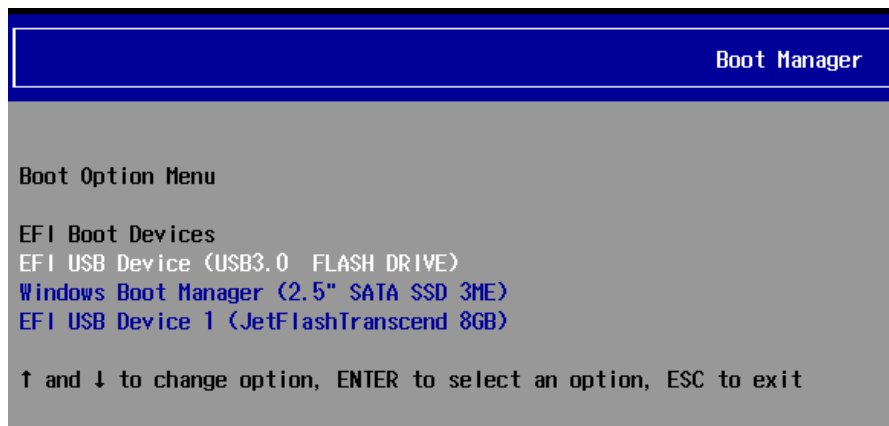 Boot Manager
Boot Option Menu
EFI Boot Devices
EFI USB Device (USB3.0  FLASH DRIVE)
Windows Boot Manager (2.5" SATA SSD 3ME)
EFI USB Device 1 (JetFlashTranscend 8GB)
↑ and ↓ to change option, ENTER to select an option, ESC to exit